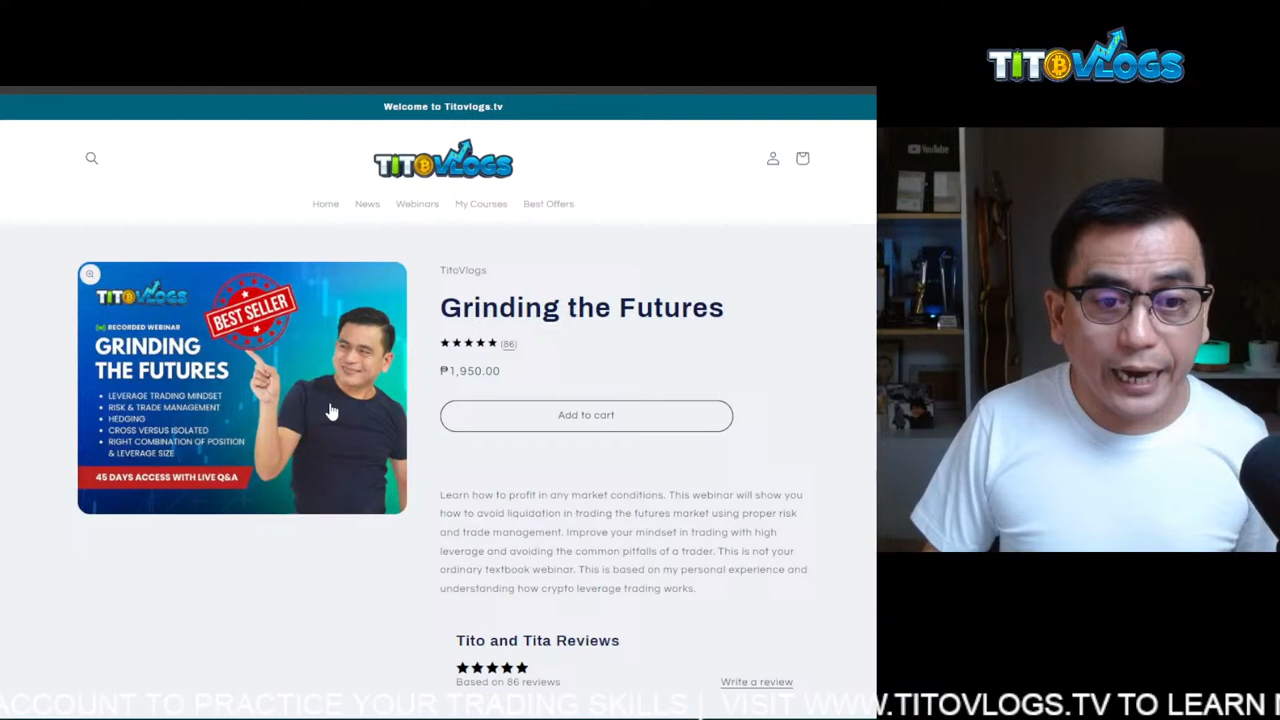 TITOVLOGS
Welcome to Titovlogs.tv
TITOVLOGS
Home News Webinars My Courses Best Offers
TITOVLOGS
BEST SELLER
RECORDED WEBINAR
GRINDING
THE FUTURES
• LEVERAGE TRADING MINDSET
• RISK & TRADE MANAGEMENT
• HEDGING
• CROSS VERSUS ISOLATED
• RIGHT COMBINATION OF POSITION
& LEVERAGE SIZE
45 DAYS ACCESS WITH LIVE Q&A
TitoVlogs
Grinding the Futures
★★★★★ (86)
₱1,950.00
Add to cart
Learn how to profit in any market conditions. This webinar will show you
how to avoid liquidation in trading the futures market using proper risk
and trade management. Improve your mindset in trading with high
leverage and avoiding the common pitfalls of a trader. This is not your
ordinary textbook webinar. This is based on my personal experience and
understanding how crypto leverage trading works.
Tito and Tita Reviews
★★★★★
Based on 86 reviews
Write a review
YouTube
TO PRACTICE YOUR TRADING SKILLS | VISIT WWW.TITOVLOGS.TV TO LEARN